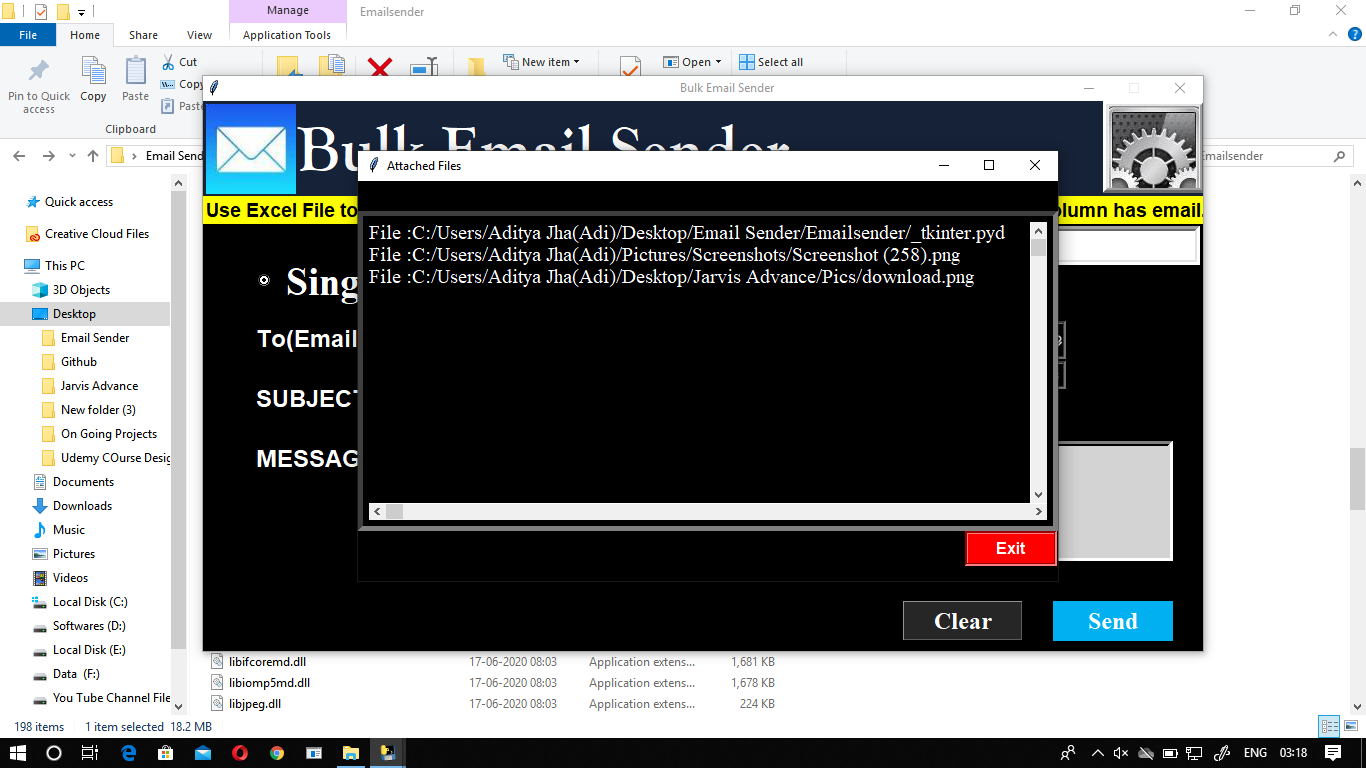 Manage
Emailsender
File
Home
Share
View
Application Tools
Pin to Quick
access
Copy
Paste
Cut
Copy
Paste
Clipboard
New item
Open
Select all
Email Send
Emailsender
Bulk Email Sender
Bulk Email Sender
Use Excel File to
olumn has email.
Attached Files
File :C:/Users/Aditya Jha(Adi)/Desktop/Email Sender/Emailsender/_tkinter.pyd
File :C:/Users/Aditya Jha(Adi)/Pictures/Screenshots/Screenshot (258).png
File :C:/Users/Aditya Jha(Adi)/Desktop/Jarvis Advance/Pics/download.png
Exit
Sing
To(Email
SUBJECT
MESSAG
Clear
Send
Quick access
Creative Cloud Files
This PC
3D Objects
Desktop
Email Sender
Github
Jarvis Advance
New folder (3)
On Going Projects
Udemy COurse Desig
Documents
Downloads
Music
Pictures
Videos
Local Disk (C:)
Softwares (D:)
Local Disk (E:)
Data (F:)
You Tube Channel File
libifcoremd.dll 17-06-2020 08:03 Application extens... 1,681 KB
libiomp5md.dll 17-06-2020 08:03 Application extens... 1,678 KB
libjpeg.dll 17-06-2020 08:03 Application extens... 224 KB
198 items 1 item selected 18.2 MB
ENG 03:18